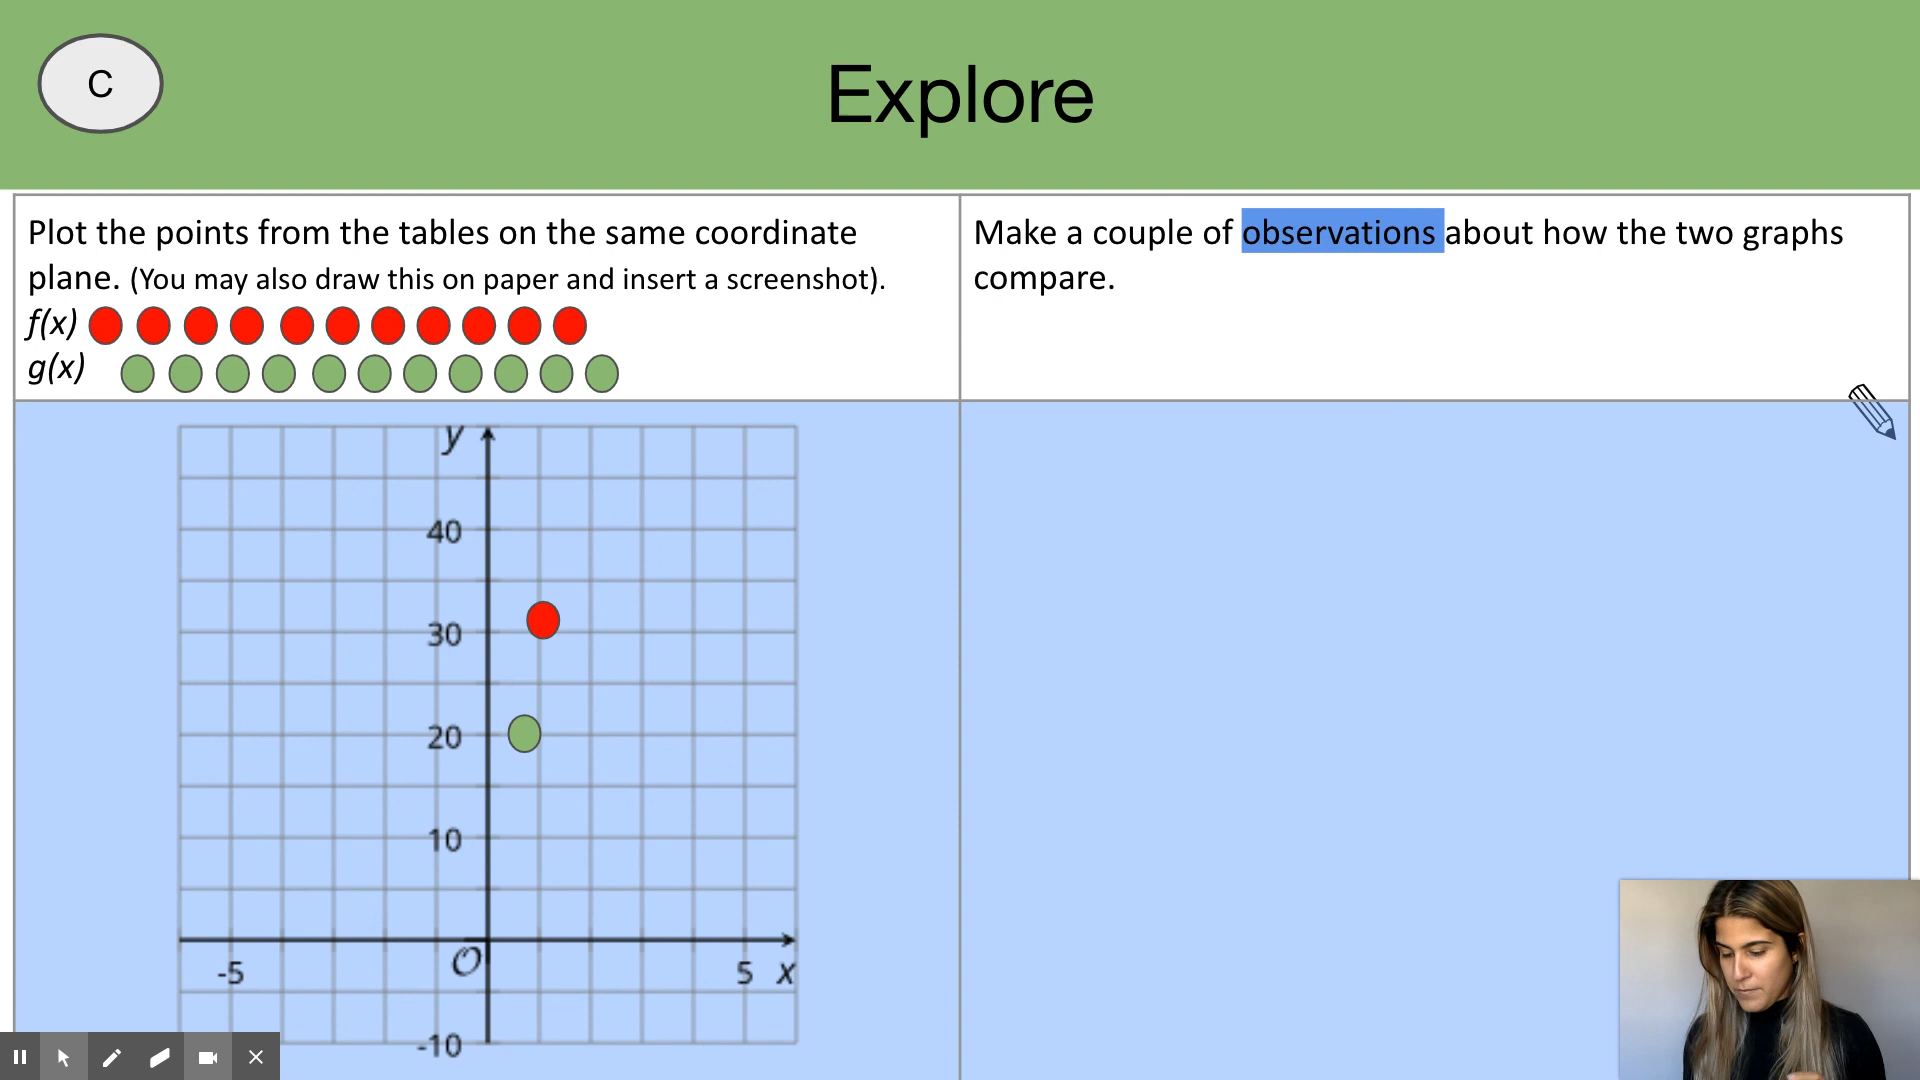 C
Explore
Plot the points from the tables on the same coordinate
plane. (You may also draw this on paper and insert a screenshot).
f(x)
g(x)
Make a couple of observations about how the two graphs
compare.
y
40
30
20
10
-5 O 5 x
-10